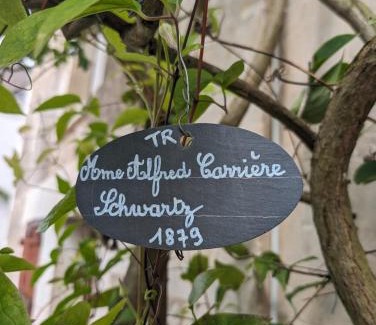 TR
Mme Alfred Carrière
Schwartz
1879